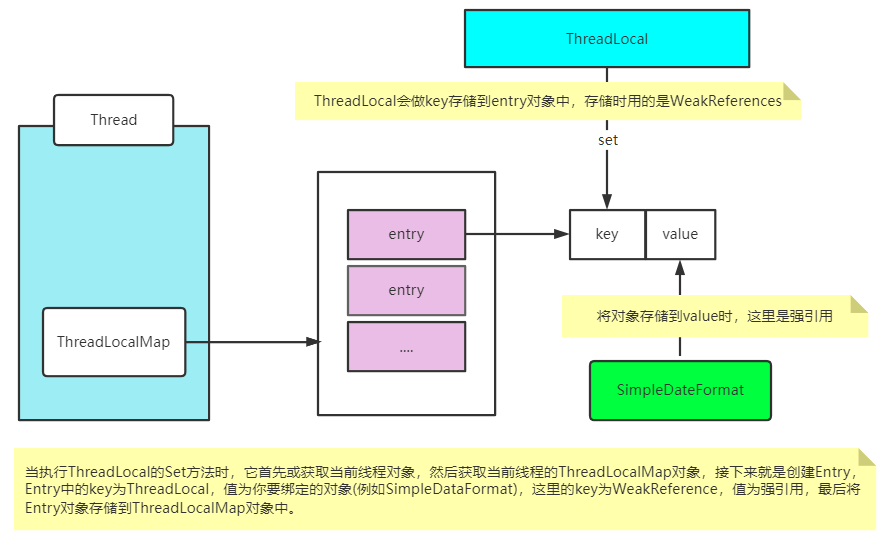 ThreadLocal
ThreadLocal会做key存储到entry对象中，存储时用的是WeakReferences
Thread
set
entry
key
value
entry
将对象存储到value时，这里是强引用
ThreadLocalMap
....
SimpleDateFormat
当执行ThreadLocal的Set方法时，它首先或获取当前线程对象，然后获取当前线程的ThreadLocalMap对象，接下来就是创建Entry，
Entry中的key为ThreadLocal，值为你要绑定的对象(例如SimpleDataFormat)，这里的key为WeakReference，值为强引用，最后将
Entry对象存储到ThreadLocalMap对象中。